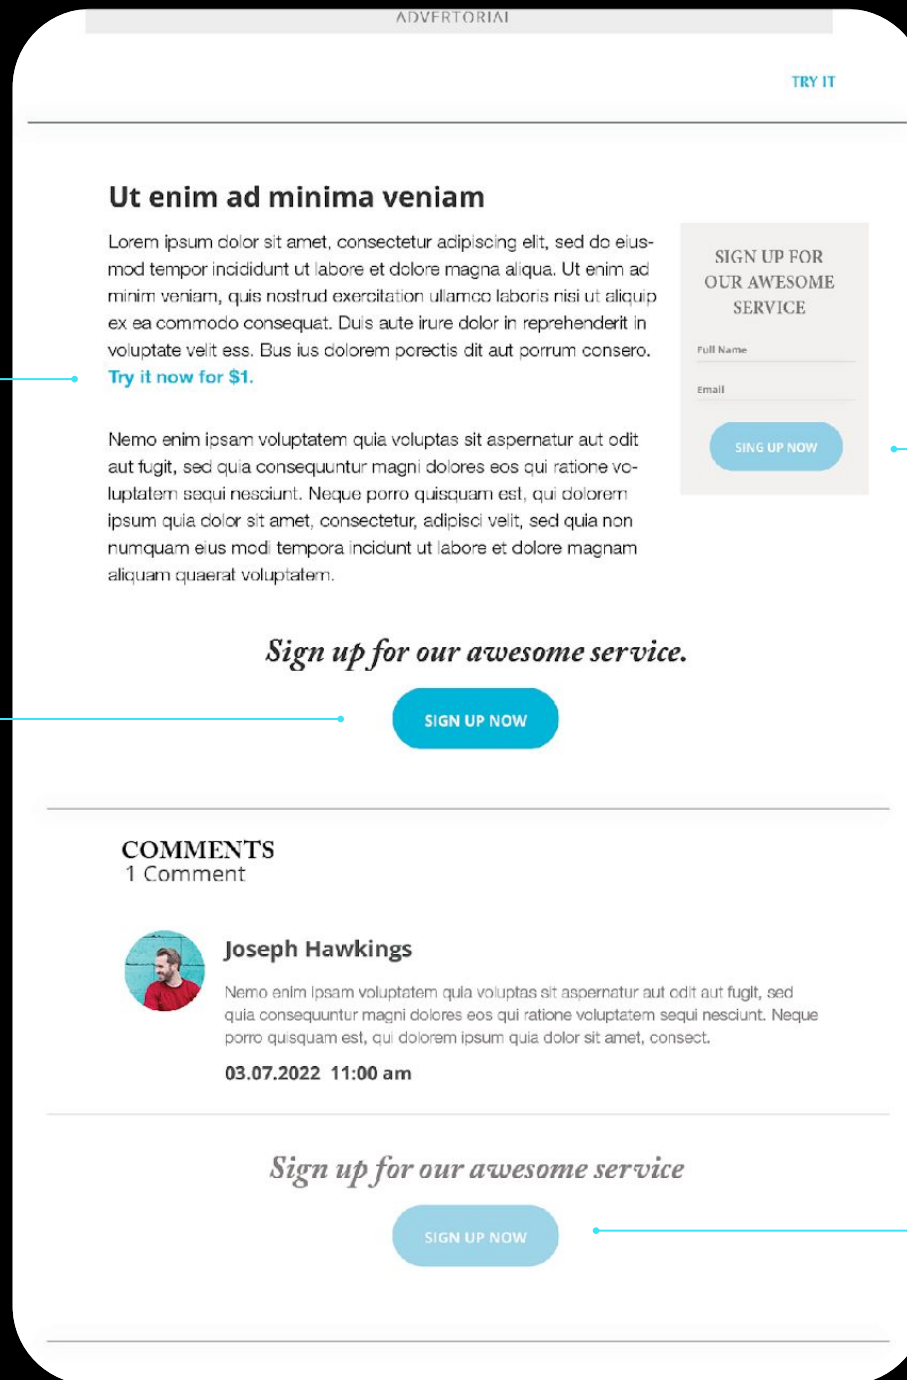 ADVERTORIAL
TRY IT
Ut enim ad minima veniam
Lorem ipsum dolor sit amet, consectetur adipiscing elit, sed do eius-
mod tempor incididunt ut labore et dolore magna aliqua. Ut enim ad
minim veniam, quis nostrud exercitation ullamco laboris nisi ut aliquip
ex ea commodo consequat. Duis aute irure dolor in reprehenderit in
voluptate velit ess. Bus ius dolorem porectis dit aut porrum consero.
Try it now for $1.
Nemo enim ipsam voluptatem quia voluptas sit aspernatur aut odit
aut fugit, sed quia consequuntur magni dolores eos qui ratione vo-
luptatem sequi nesciunt. Neque porro quisquam est, qui dolorem
ipsum quia dolor sit amet, consectetur, adipisci velit, sed quia non
numquam eius modi tempora incidunt ut labore et dolore magnam
aliquam quaerat voluptatem.
SIGN UP FOR
OUR AWESOME
SERVICE
Full Name
Email
SING UP NOW
Sign up for our awesome service.
SIGN UP NOW
COMMENTS
1 Comment
Joseph Hawkings
Nemo enim ipsam voluptatem quia voluptas sit aspernatur aut odit aut fugit, sed
quia consequuntur magni dolores eos qui ratione voluptatem sequi nesciunt. Neque
porro quisquam est, qui dolorem ipsum quia dolor sit amet, consect.
03.07.2022 11:00 am
Sign up for our awesome service
SIGN UP NOW